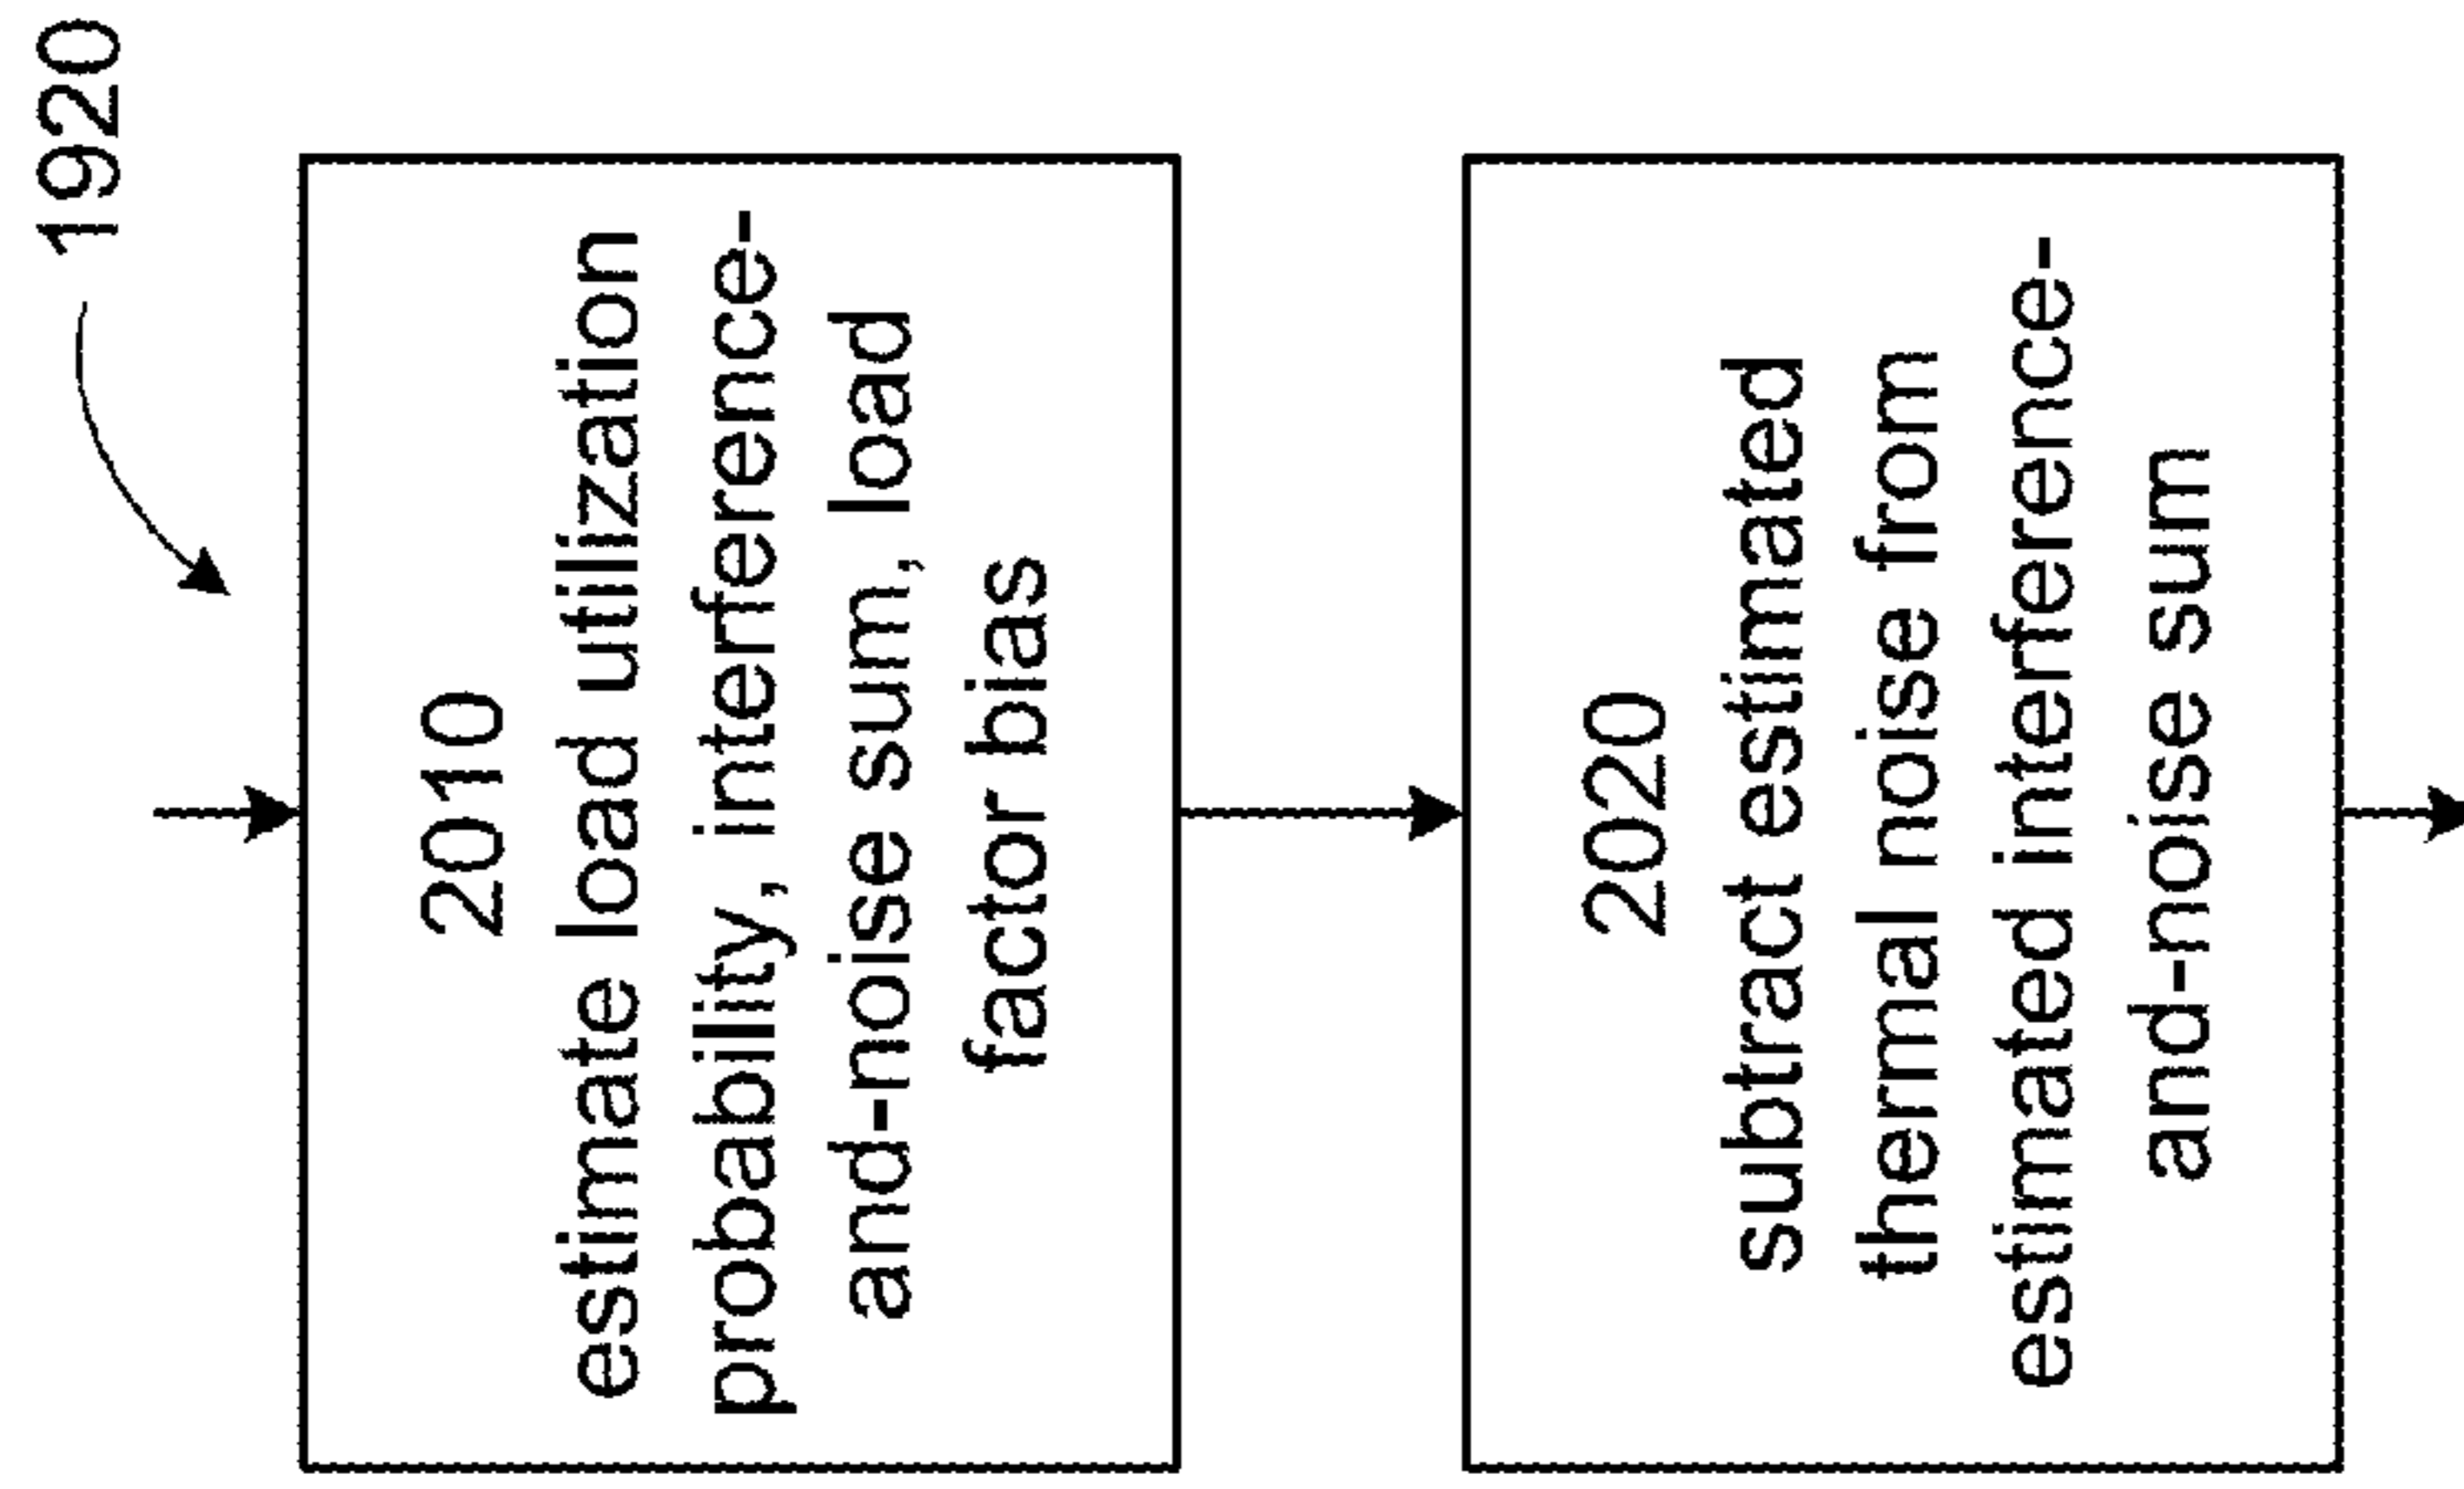 1920
2010
estimate load utilization
probability, interference-
and-noise sum, load
factor bias
2020
subtract estimated
thermal noise from
estimated interference-
and-noise sum